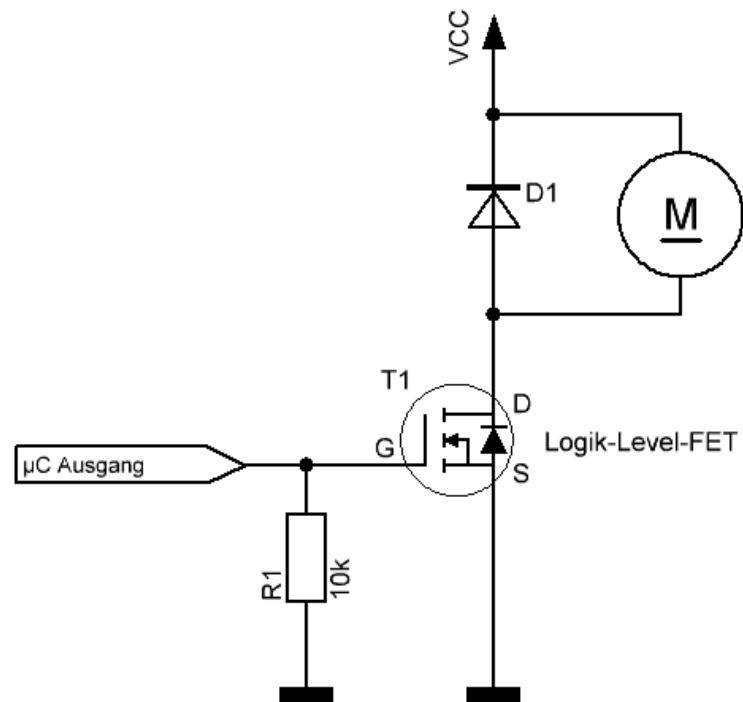 VCC
D1
M
T1
D
G
S
Logik-Level-FET
µC Ausgang
R1
10k